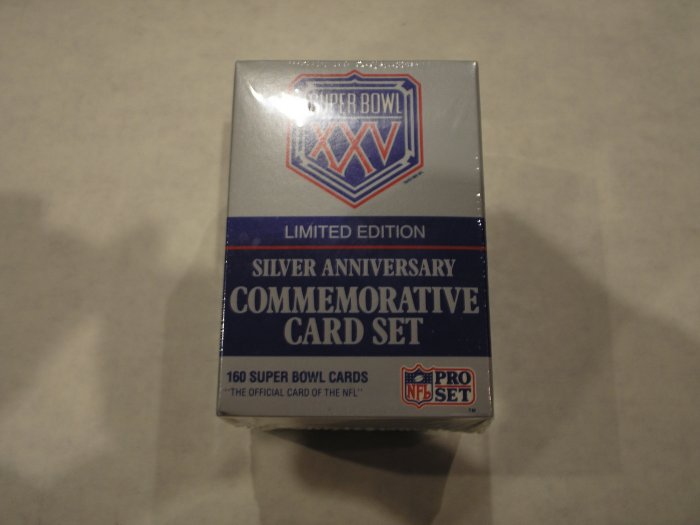 SUPER BOWL
XXV
LIMITED EDITION
SILVER ANNIVERSARY
COMMEMORATIVE
CARD SET
160 SUPER BOWL CARDS
"THE OFFICIAL CARD OF THE NFL"
NFL
PRO
SET
TM